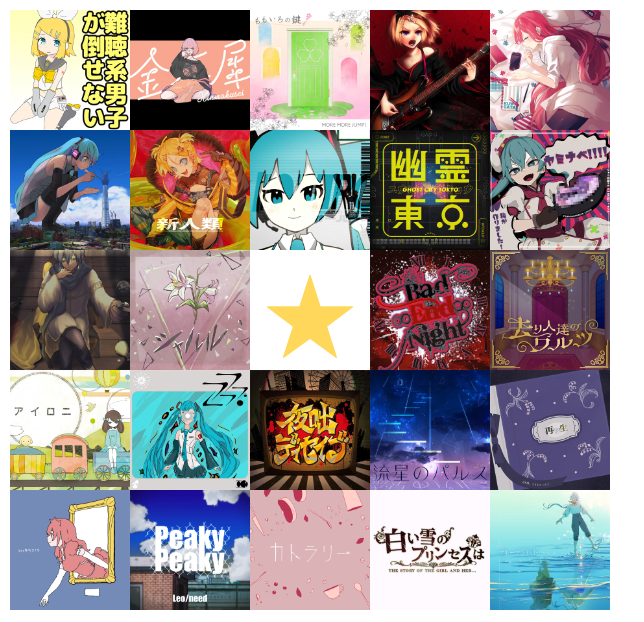 難聴系男子
が倒せない
金木犀
Kinmokusei
ももいろの鍵
MORE MORE JUMP!
新人類
幽霊
GHOST CITY TOKYO
東京
ヤミナベ!!!!
シャルル
Bad
End
Night
去り人達の
ワルツ
アイロニ
夜咄
ディセイブ
流星のパルス
再生
Peaky
Peaky
Leo/need
カトラリー
白い雪の
プリンセスは
THE STORY OF THE GIRL AND HER...